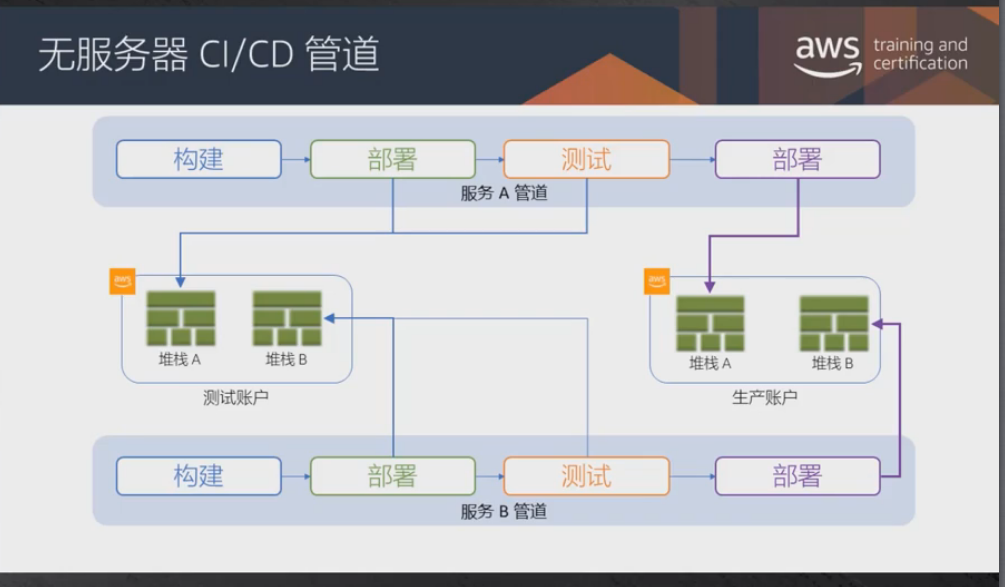 无服务器 CI/CD 管道
aws training and
certification
构建 部署 测试 部署
服务 A 管道
aws aws
堆栈 A 堆栈 B 堆栈 A 堆栈 B
测试账户 生产账户
构建 部署 测试 部署
服务 B 管道